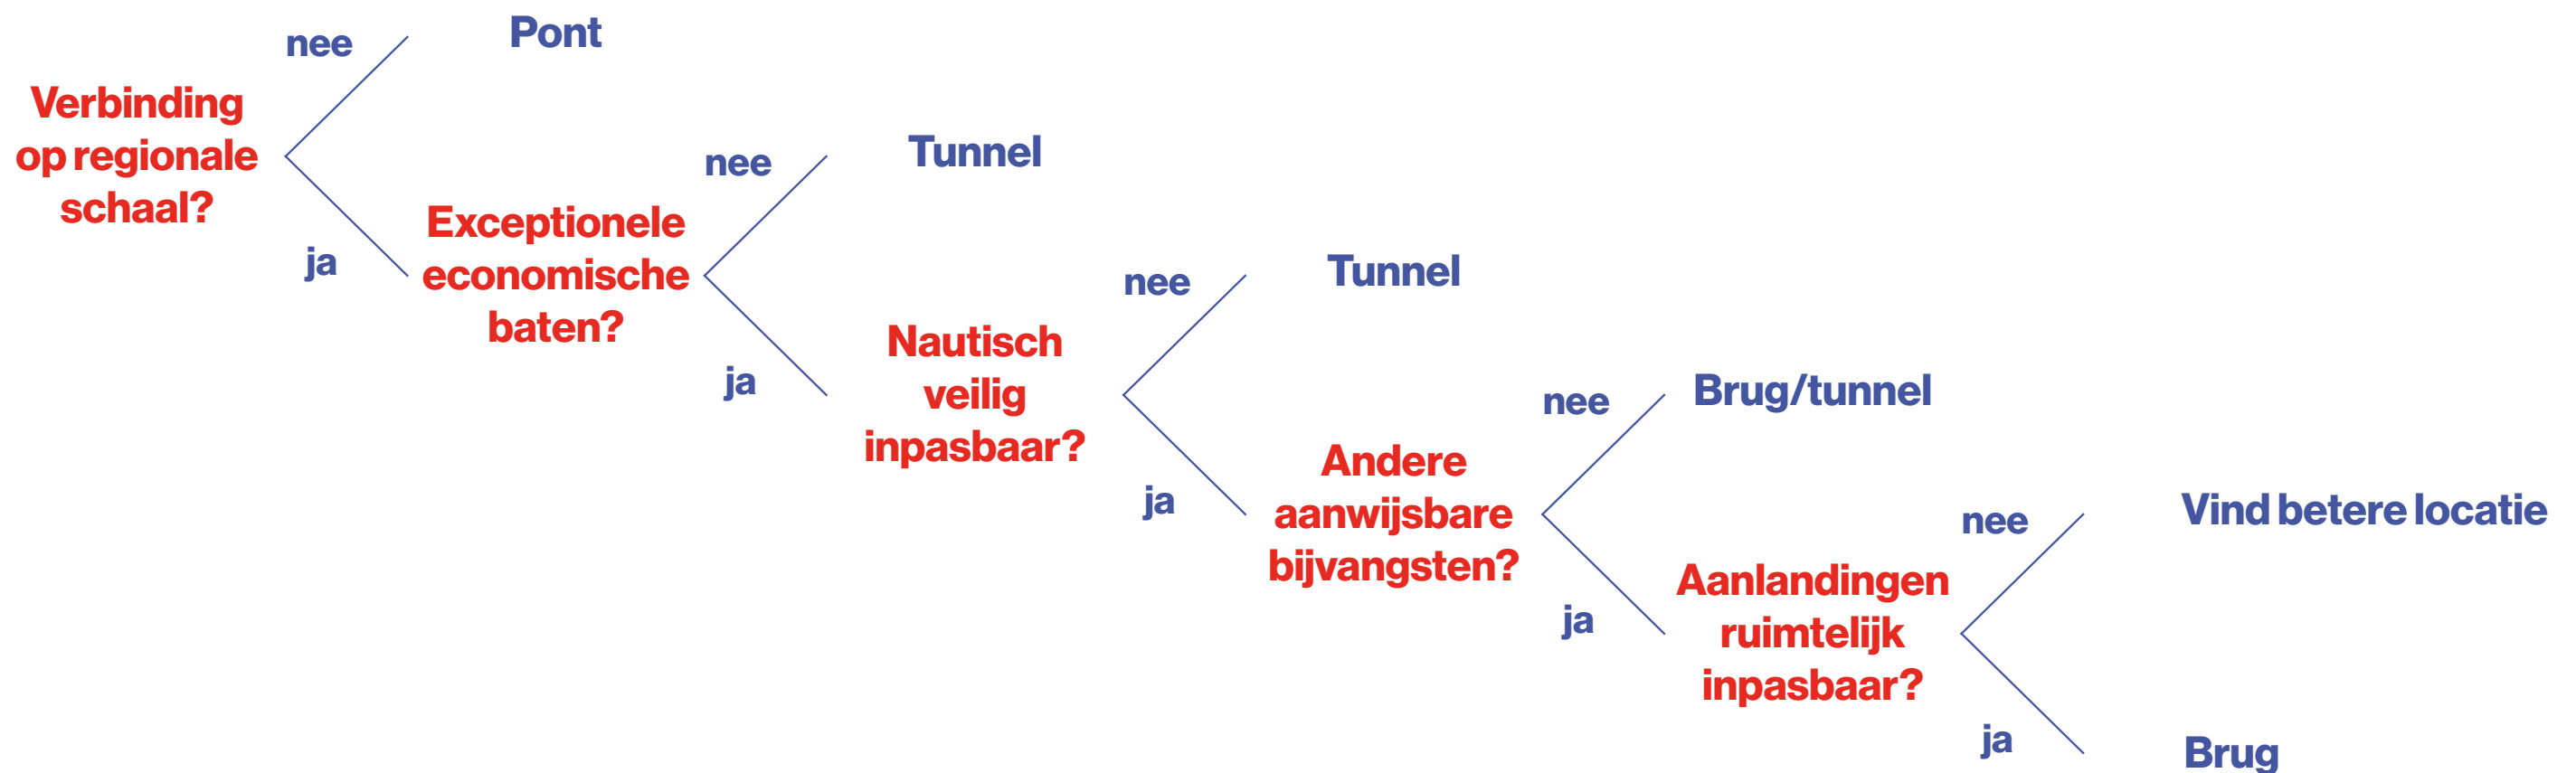 nee
Pont
Verbinding
op regionale
schaal?
ja
nee
Tunnel
Exceptionele
economische
baten?
ja
nee
Tunnel
Nautisch
veilig
inpasbaar?
ja
nee
Brug/tunnel
Andere
aanwijsbare
bijvangsten?
ja
nee
Vind betere locatie
Aanlandingen
ruimtelijk
inpasbaar?
ja
Brug